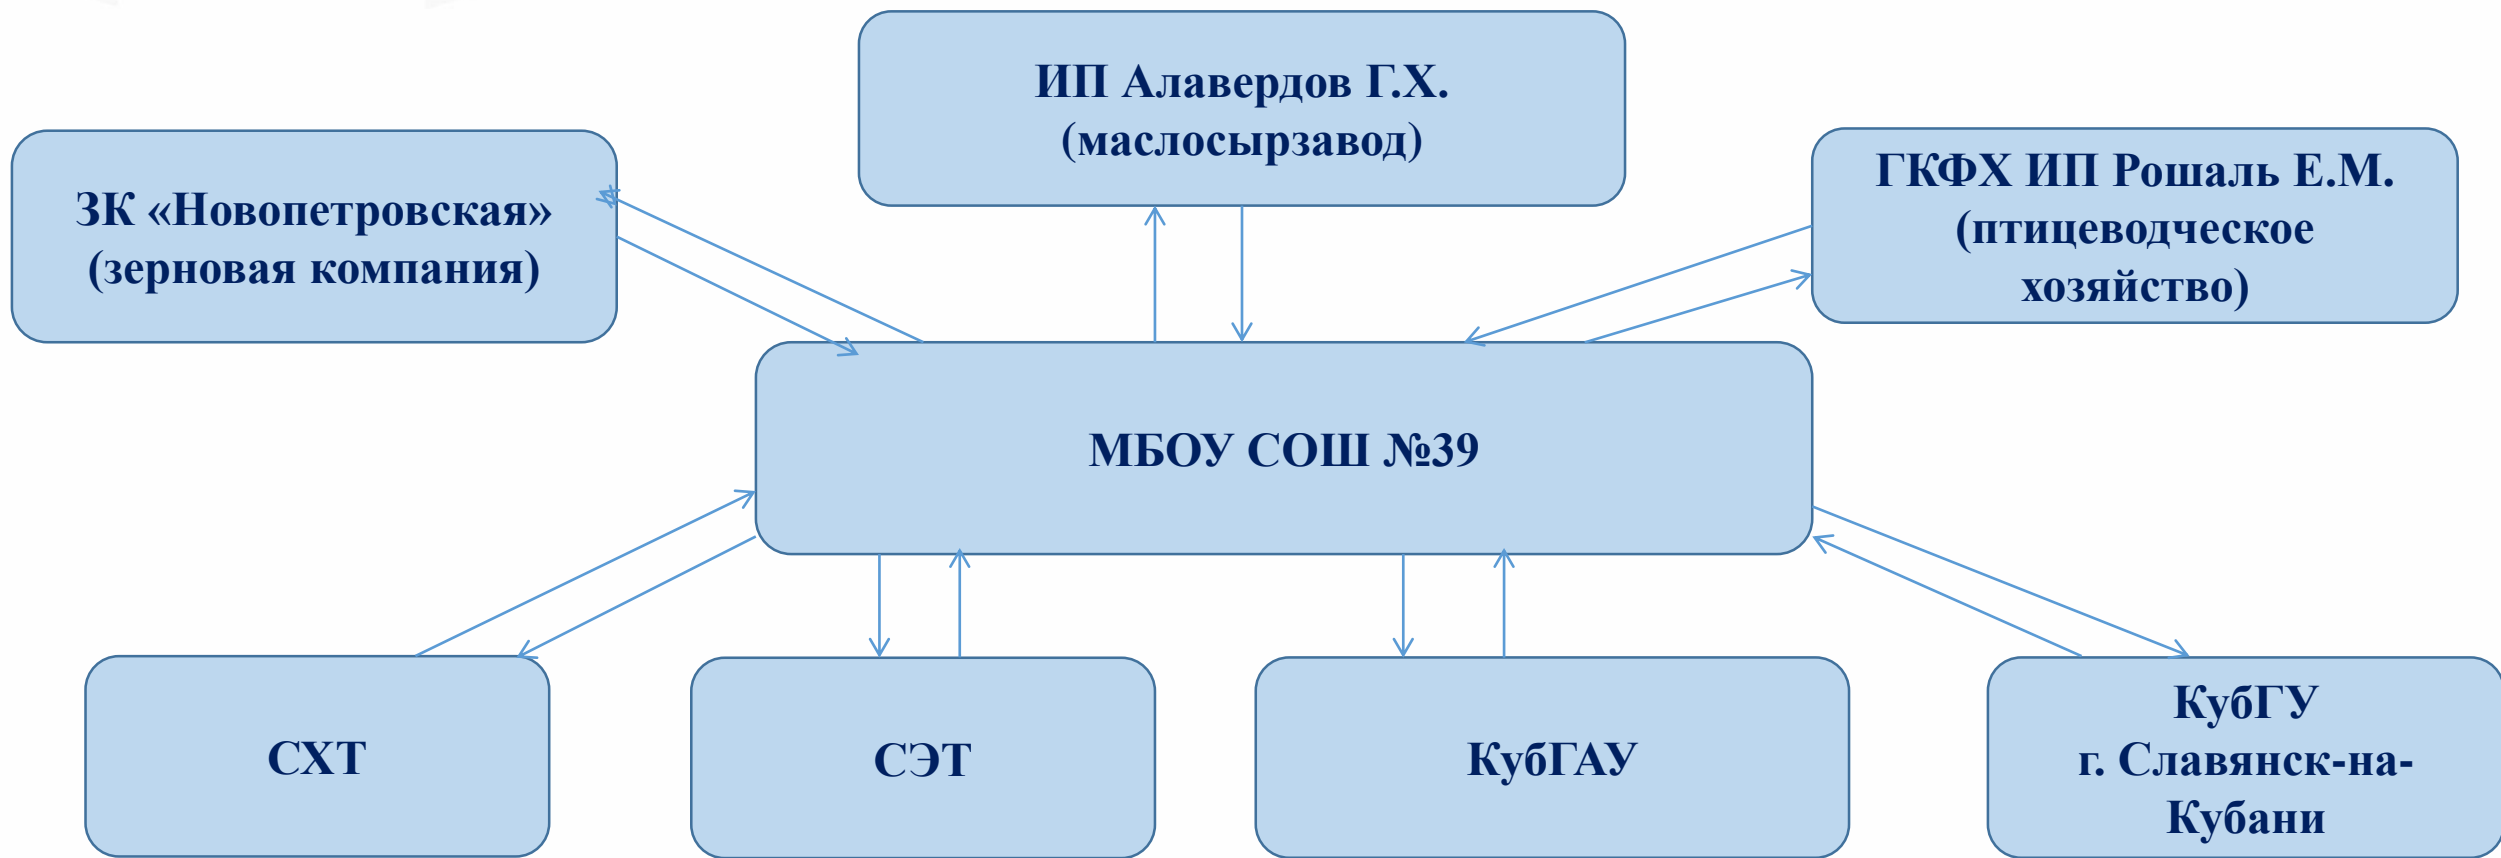 ИП Алавердов Г.Х.
(маслосырзавод)
ЗК «Новопетровская»
(зерновая компания)
ГКФХ ИП Рошаль Е.М.
(птицеводческое
хозяйство)
МБОУ СОШ №39
СХТ
СЭТ
КубГАУ
КубГУ
г. Славянск-на-
Кубани